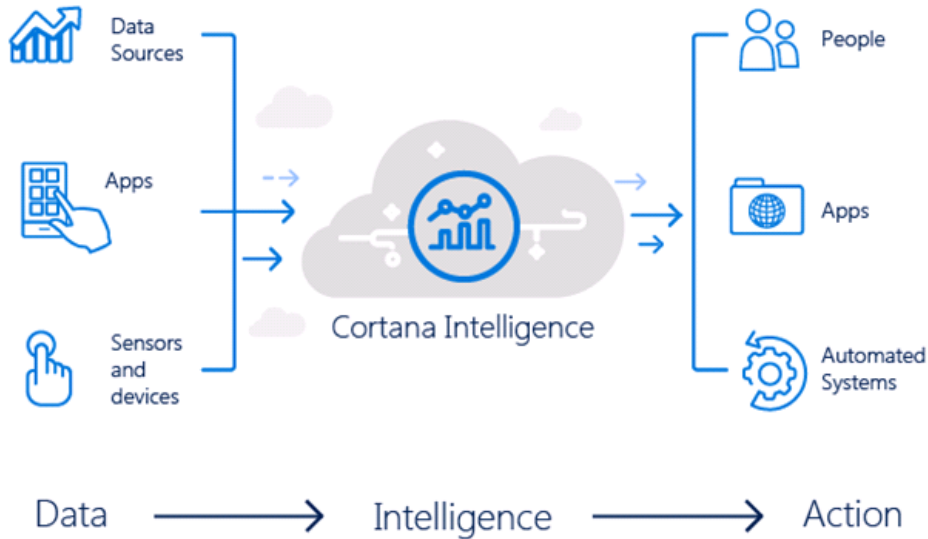 Data
Sources
Apps
Sensors
and
devices
Cortana Intelligence
People
Apps
Automated
Systems
Data
Intelligence
Action